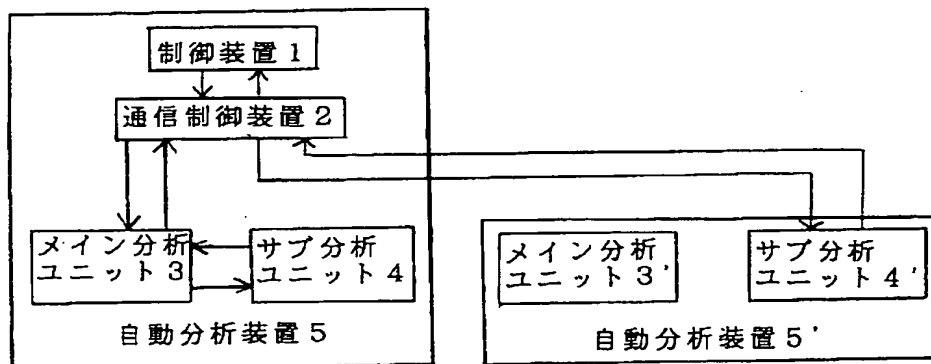 制御装置1
通信制御装置2
メイン分析
ユニット3
サブ分析
ユニット4
自動分析装置5
メイン分析
ユニット3'
サブ分析
ユニット4'
自動分析装置5'